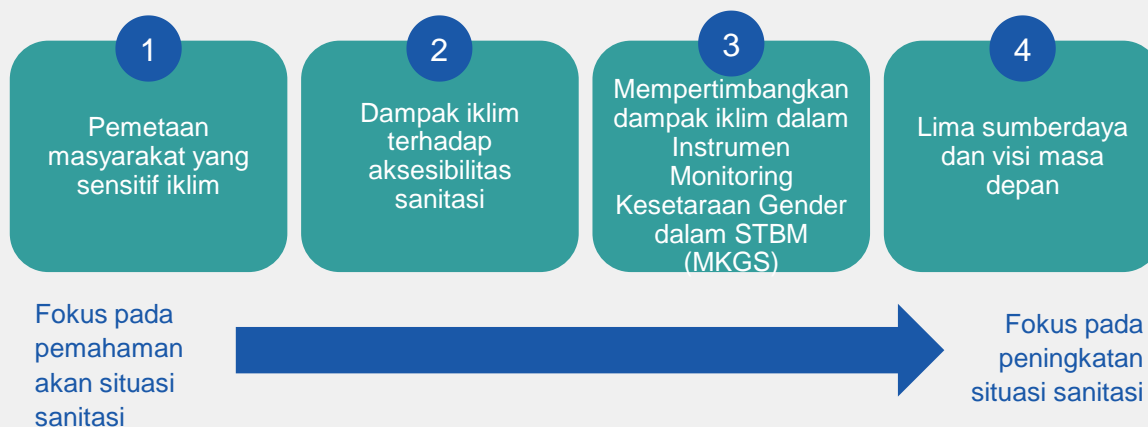 1
Pemetaan
masyarakat yang
sensitif iklim
2
Dampak iklim
terhadap
aksesibilitas
sanitasi
3
Mempertimbangkan
dampak iklim dalam
Instrumen
Monitoring
Kesetaraan Gender
dalam STBM
(MKGS)
4
Lima sumberdaya
dan visi masa
depan
Fokus pada
pemahaman
akan situasi
sanitasi
Fokus pada
peningkatan
situasi sanitasi